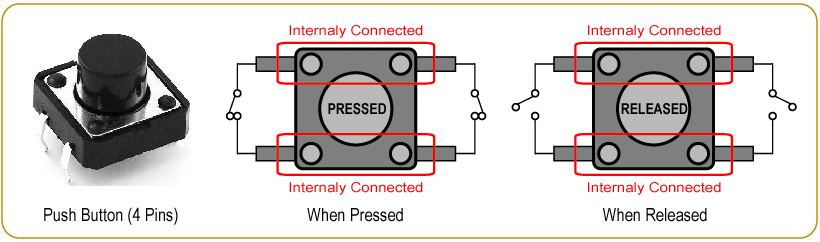 Internaly Connected
Internaly Connected
PRESSED
RELEASED
Internaly Connected
Internaly Connected
Push Button (4 Pins)
When Pressed
When Released